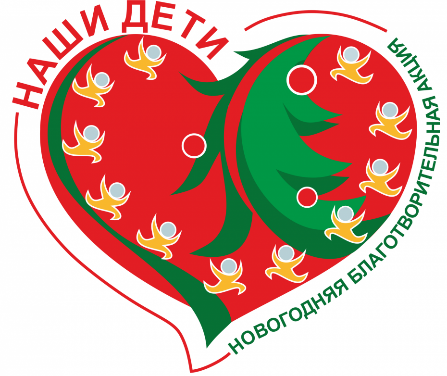 НАШИ ДЕТИ
НОВОГОДНЯЯ БЛАГОТВОРИТЕЛЬНАЯ АКЦИЯ